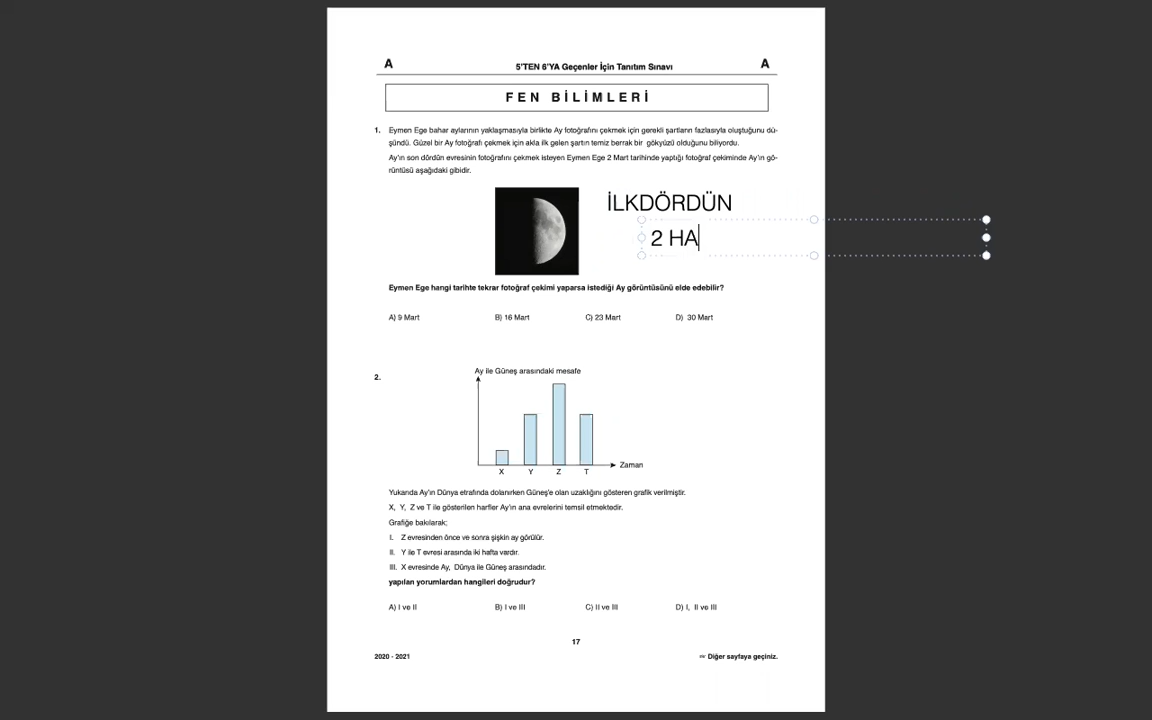 A 5'TEN 6'YA Geçenler İçin Tanıtım Sınavı A
FEN BİLİMLERİ
1. Eymen Ege bahar aylarının yaklaşmasıyla birlikte Ay fotoğrafını çekmek için gerekli şartların fazlasıyla oluştuğunu dü-
şündü. Güzel bir Ay fotoğrafı çekmek için akla ilk gelen şartın temiz berrak bir gökyüzü olduğunu biliyordu.
Ay'ın son dördün evresinin fotoğrafını çekmek isteyen Eymen Ege 2 Mart tarihinde yaptığı fotoğraf çekiminde Ay'ın gö-
rüntüsü aşağıdaki gibidir.
İLKDÖRDÜN
2 HA
Eymen Ege hangi tarihte tekrar fotoğraf çekimi yaparsa istediği Ay görüntüsünü elde edebilir?
A) 9 Mart B) 16 Mart C) 23 Mart D) 30 Mart
2.
Ay ile Güneş arasındaki mesafe
Zaman
X Y Z T
Yukarıda Ay'ın Dünya etrafında dolanırken Güneş'e olan uzaklığını gösteren grafik verilmiştir.
X, Y, Z ve T ile gösterilen harfler Ay'ın ana evrelerini temsil etmektedir.
Grafiğe bakılarak;
I. Z evresinden önce ve sonra şişkin ay görülür.
II. Y ile T evresi arasında iki hafta vardır.
III. X evresinde Ay, Dünya ile Güneş arasındadır.
yapılan yorumlardan hangileri doğrudur?
A) I ve II B) I ve III C) II ve III D) I, II ve III
17
2020 - 2021 Diğer sayfaya geçiniz.